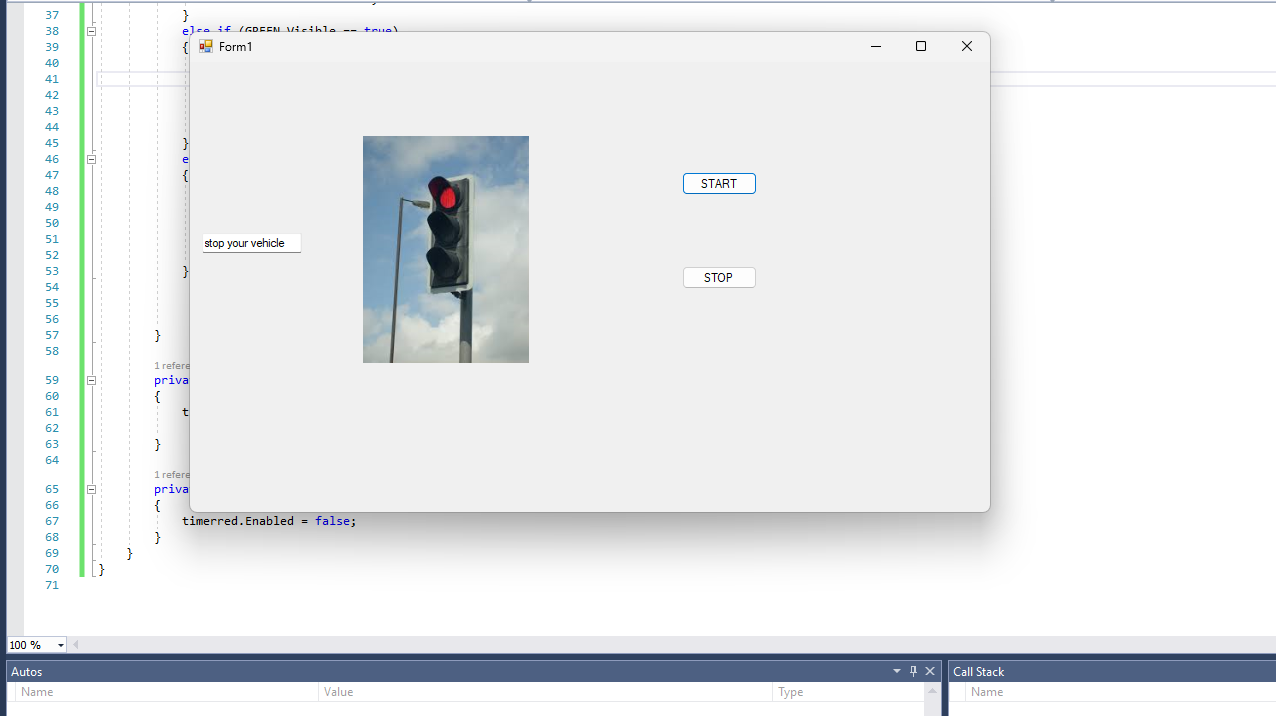 37 }
38 else if (GREEN.Visible == true)
Form1
39 {
40
41
42
43
44
45 }
46 e
47 {
48
49
50
51
52
53 }
54
55
56
57 }
58
START
stop your vehicle
STOP
1 refere
59 priva
60 {
61 t
62
63 }
64
1 refere
65 priva
66 {
67 timerred.Enabled = false;
68 }
69 }
70 }
71
100 %
Autos
Call Stack
Name Value Type
Name